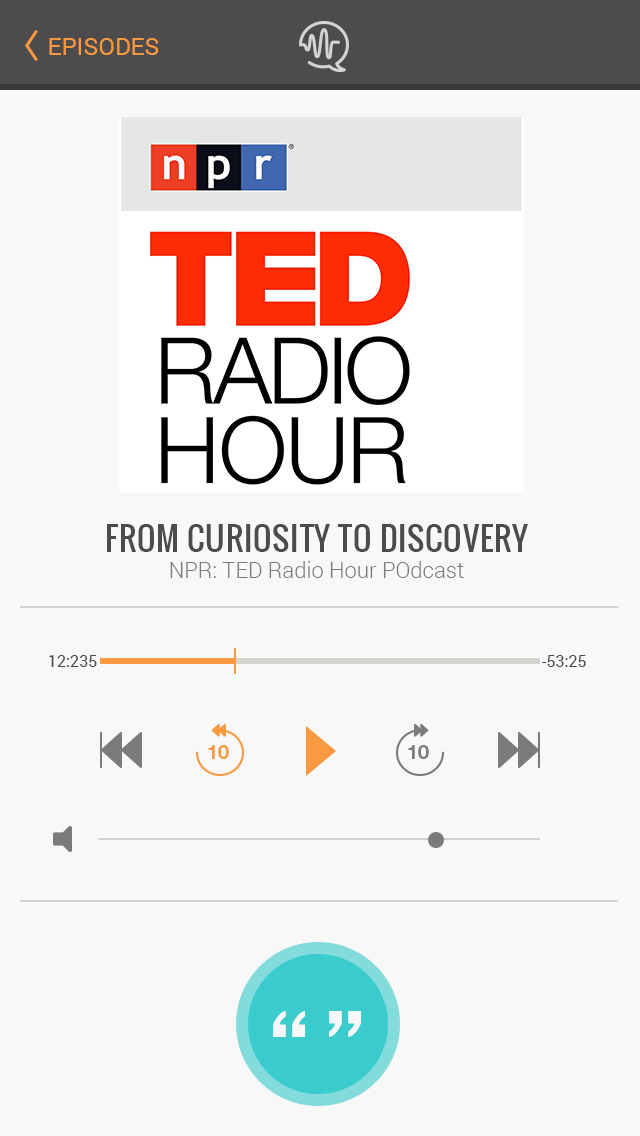 EPISODES
npr®
TED
RADIO
HOUR
FROM CURIOSITY TO DISCOVERY
NPR: TED Radio Hour POdcast
12:235 -53:25
10 10
“ ”